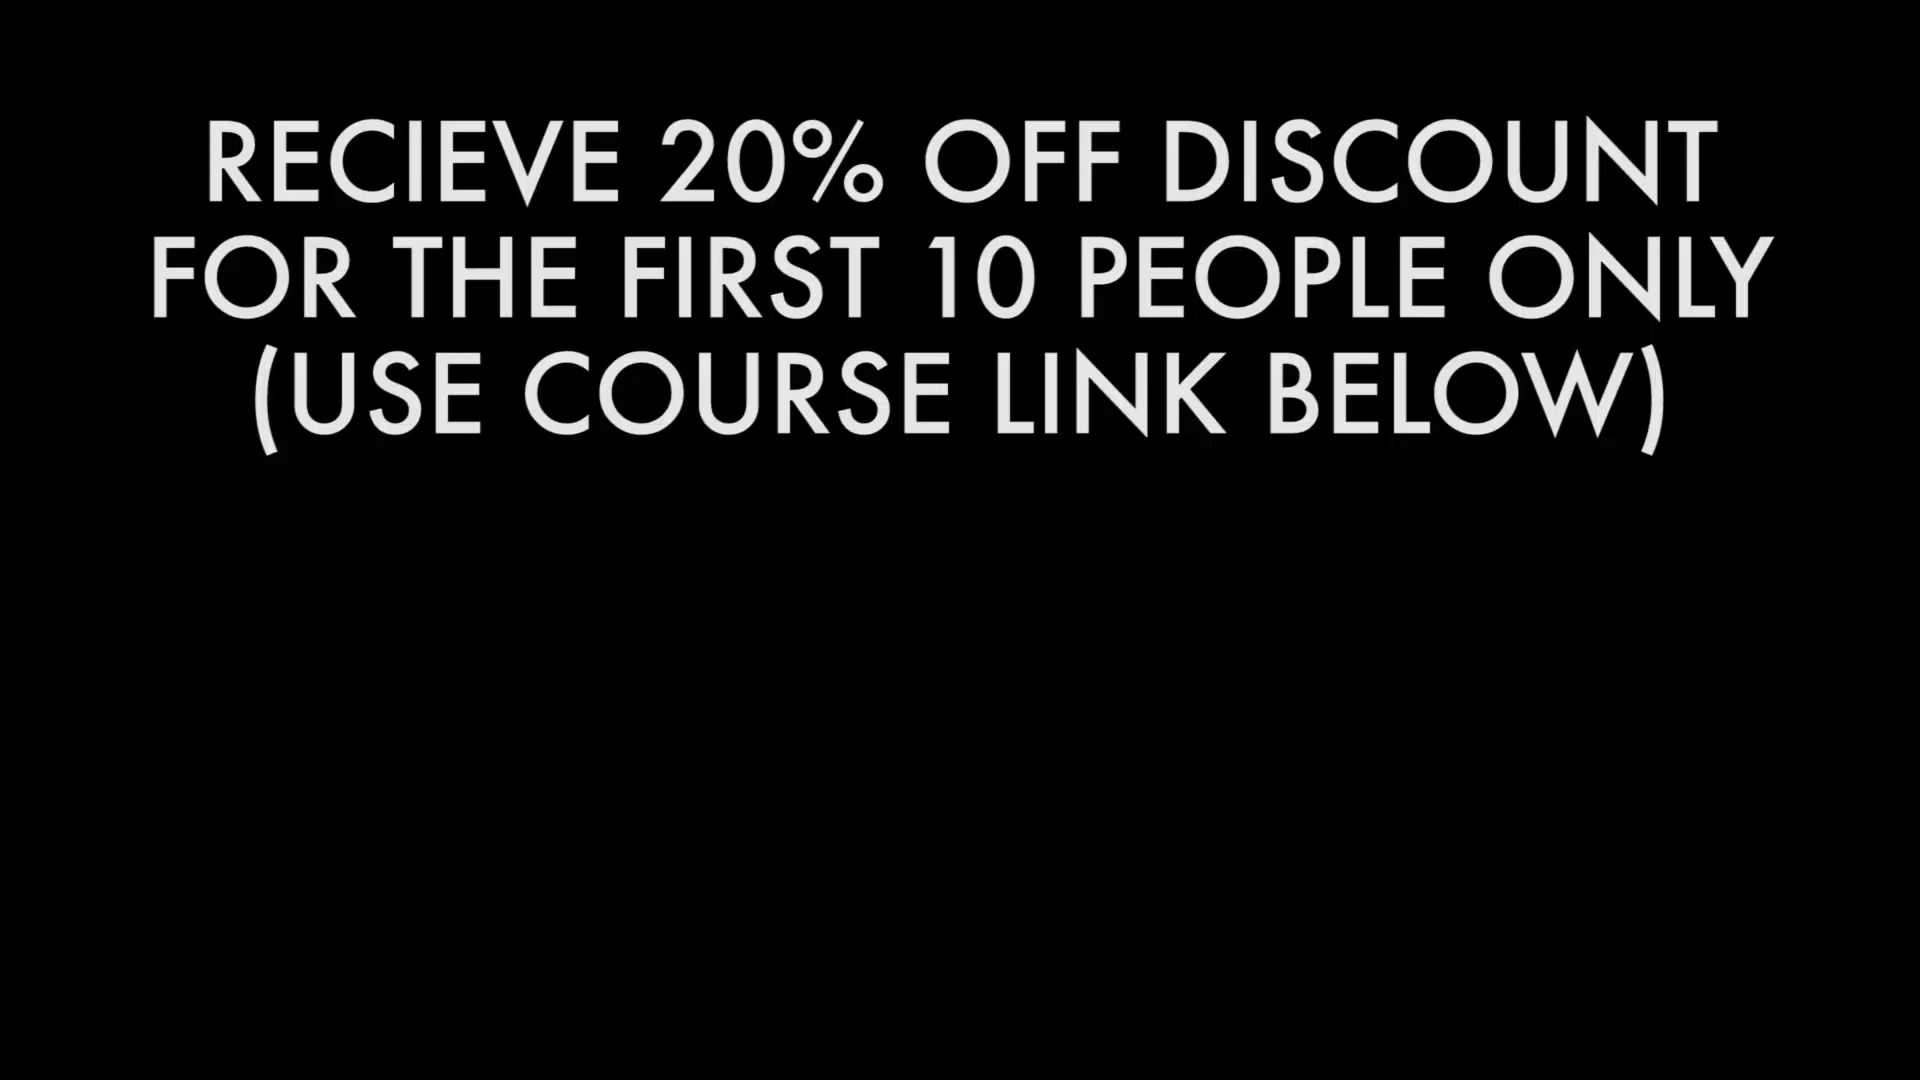 RECIEVE 20% OFF DISCOUNT
FOR THE FIRST 10 PEOPLE ONLY
(USE COURSE LINK BELOW)